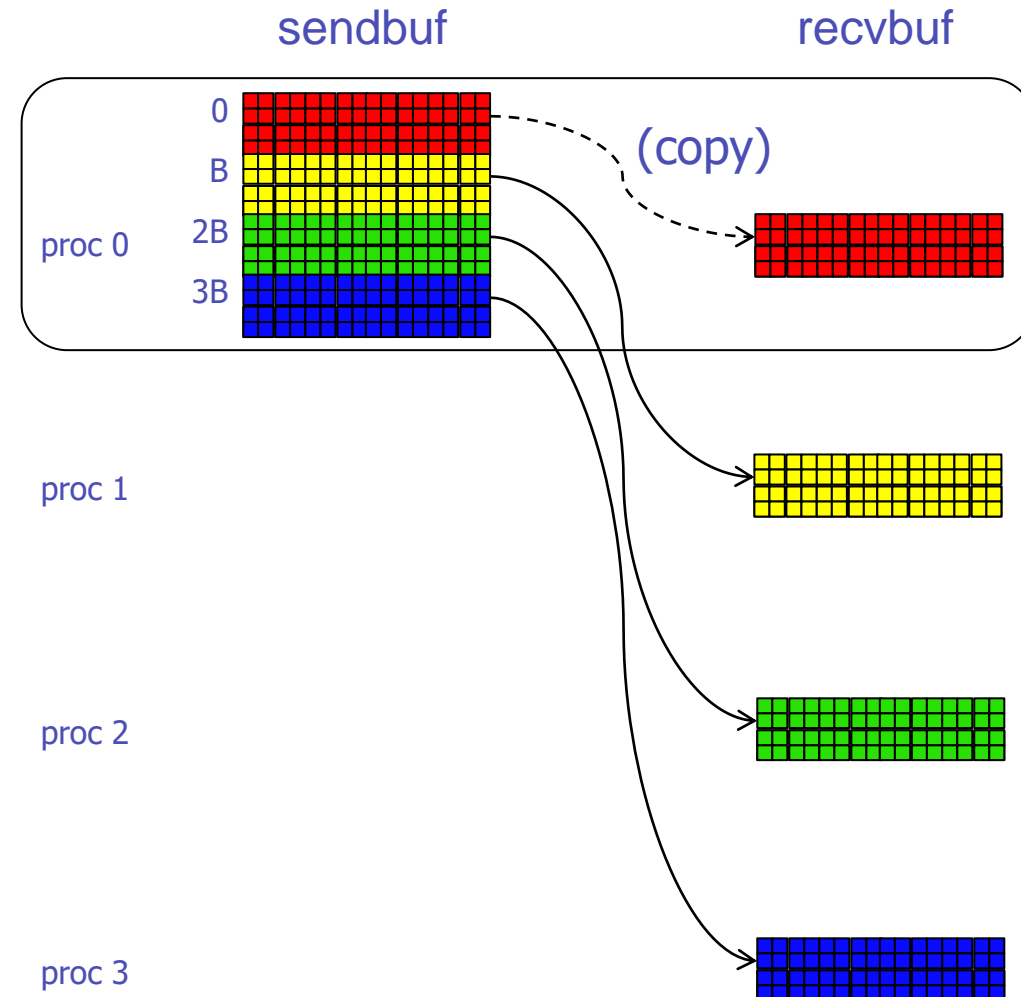 sendbuf recvbuf
0
(copy)
B
2B
proc 0
3B
proc 1
proc 2
proc 3